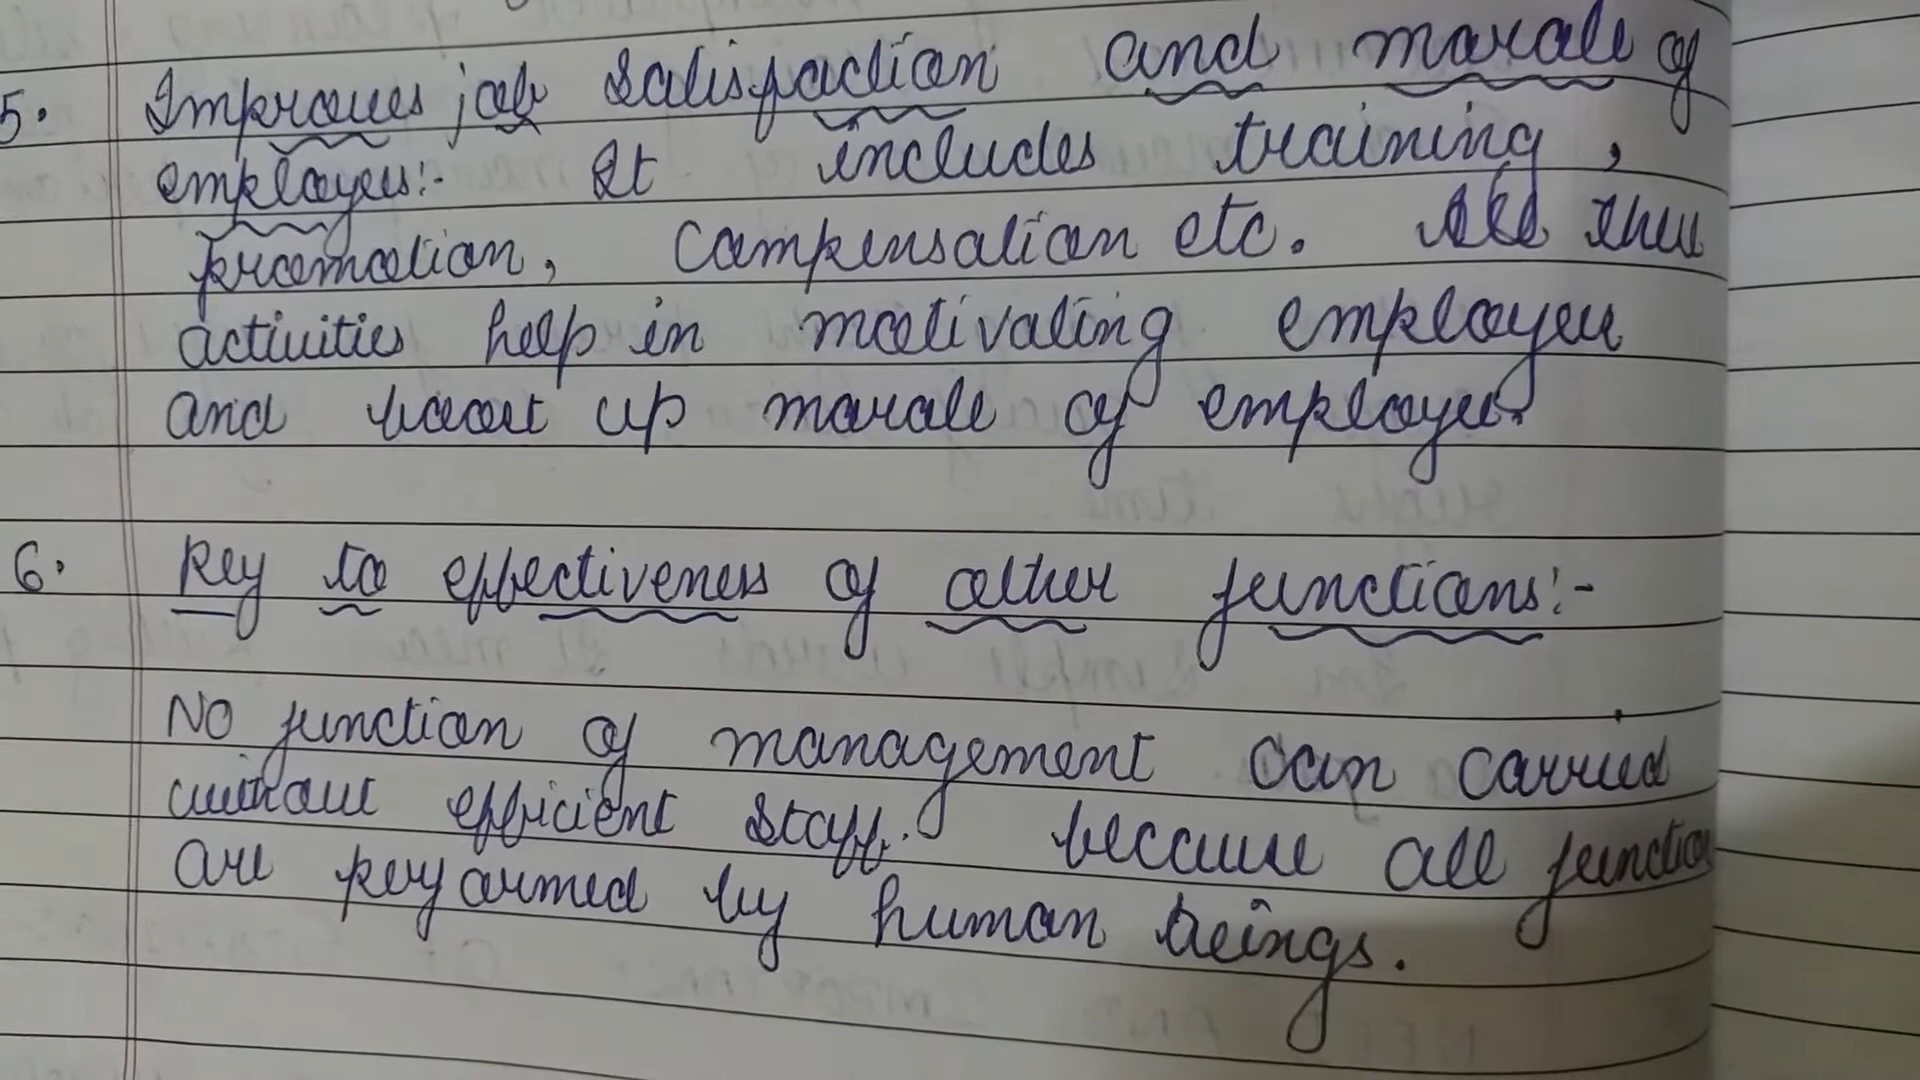 5. Improves job satisfaction and morale of
employees:- It includes training,
promotion, compensation etc. All these
activities help in motivating employees
and boost up morale of employees.
6. Key to effectiveness of other functions:-
No function of management can carried
without efficient staff. because all function
are performed by human beings.